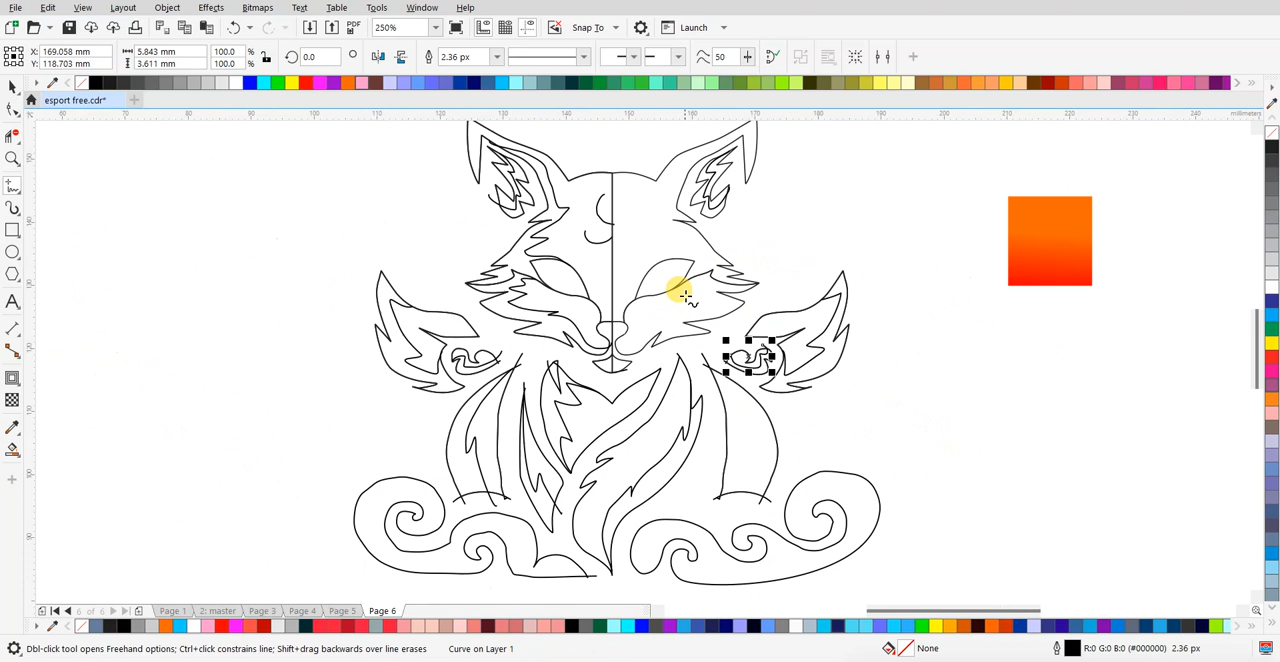 File Edit View Layout Object Effects Bitmaps Text Table Tools Window Help
PDF 250% Snap To Launch
X: 169.058 mm 5.843 mm 100.0 % 0.0 2.36 px 50
Y: 118.703 mm 3.611 mm 100.0 %
esport free.cdr*
60 70 80 90 100 110 120 130 140 150 160 170 180 190 200 210 220 230 240 millimeters
6 of 6 Page 1 2: master Page 3 Page 4 Page 5 Page 6
Dbl-click tool opens Freehand options; Ctrl+click constrains line; Shift+drag backwards over line erases Curve on Layer 1 None R:0 G:0 B:0 (#000000) 2.36 px